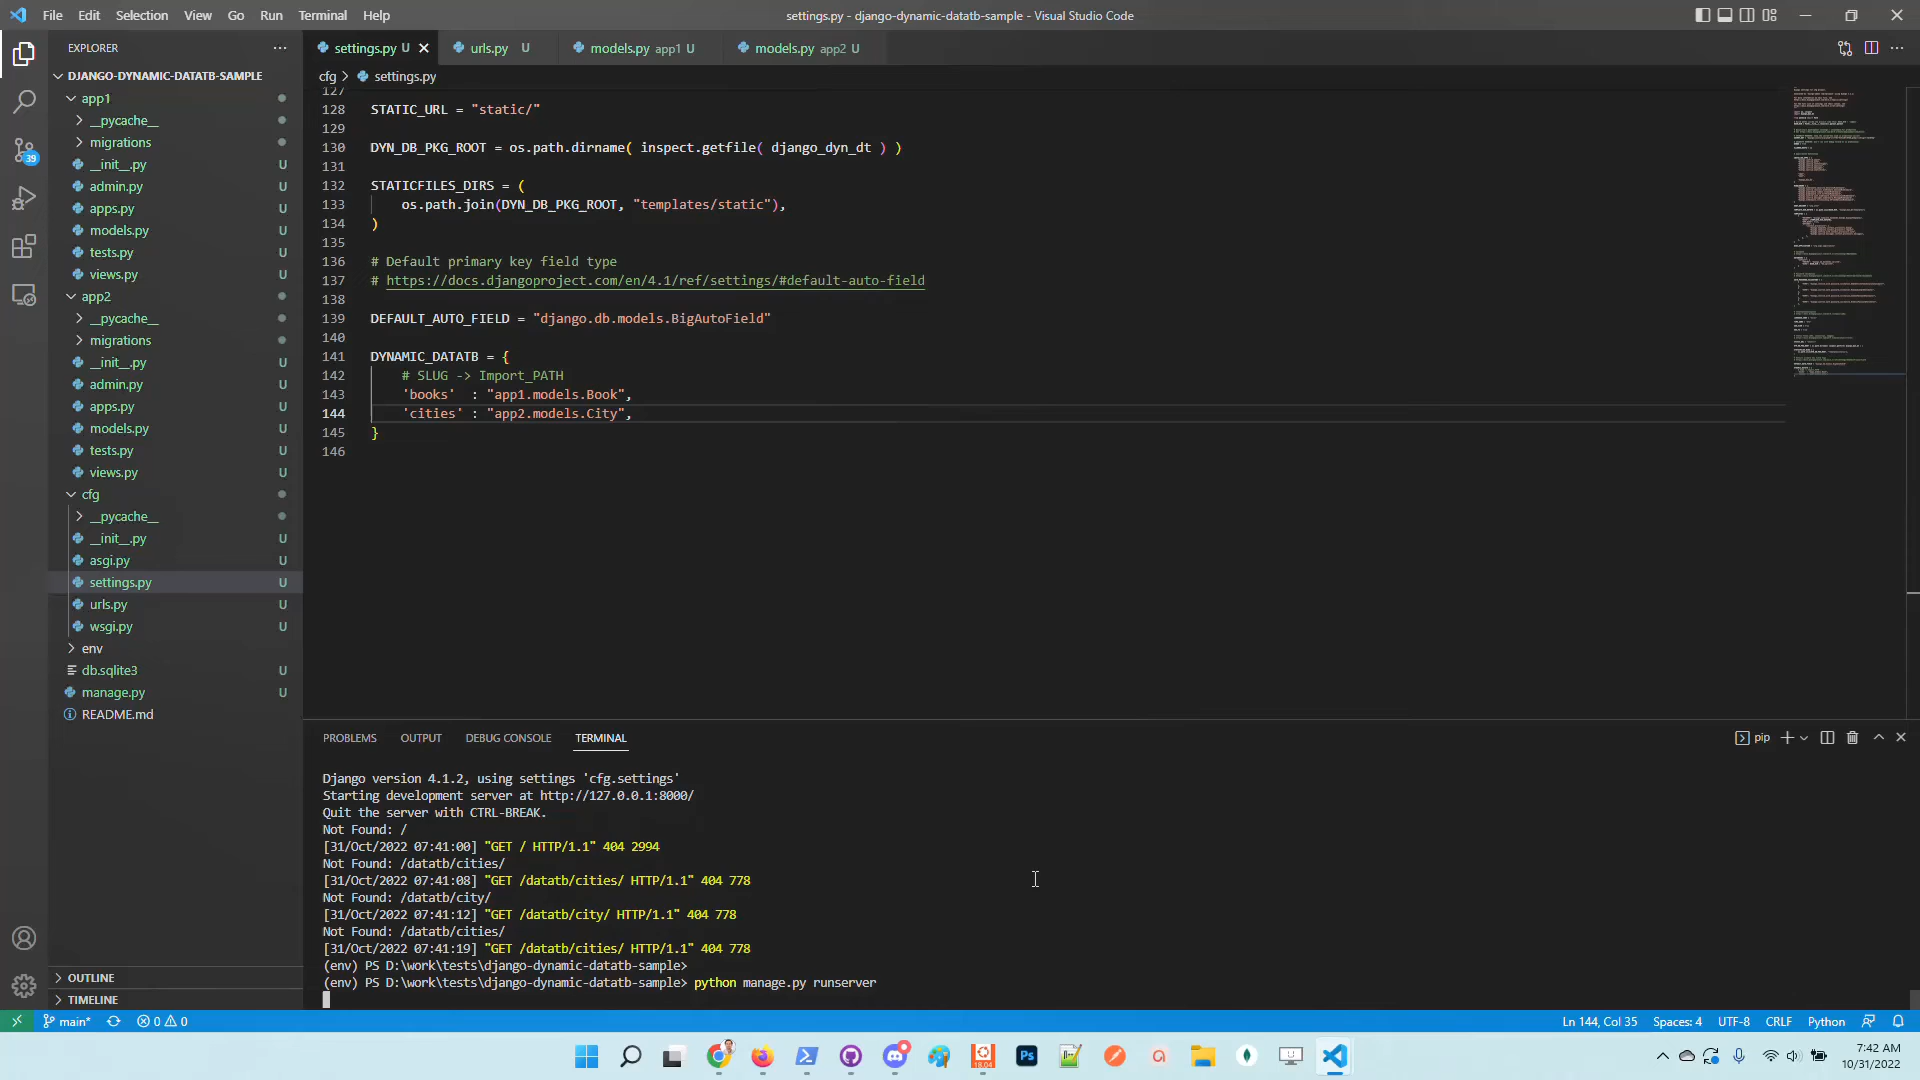 File Edit Selection View Go Run Terminal Help
settings.py - django-dynamic-datatb-sample - Visual Studio Code
EXPLORER
DJANGO-DYNAMIC-DATATB-SAMPLE
app1
__pycache__
migrations
__init__.py U
admin.py U
apps.py U
models.py U
tests.py U
views.py U
app2
__pycache__
migrations
__init__.py U
admin.py U
apps.py U
models.py U
tests.py U
views.py U
cfg
__pycache__
__init__.py U
asgi.py U
settings.py U
urls.py U
wsgi.py U
env
db.sqlite3 U
manage.py U
README.md
OUTLINE
TIMELINE
39
settings.py U
urls.py U
models.py app1 U
models.py app2 U
cfg > settings.py
127
128 STATIC_URL = "static/"
129
130 DYN_DB_PKG_ROOT = os.path.dirname( inspect.getfile( django_dyn_dt ) )
131
132 STATICFILES_DIRS = (
133 os.path.join(DYN_DB_PKG_ROOT, "templates/static"),
134 )
135
136 # Default primary key field type
137 # https://docs.djangoproject.com/en/4.1/ref/settings/#default-auto-field
138
139 DEFAULT_AUTO_FIELD = "django.db.models.BigAutoField"
140
141 DYNAMIC_DATATB = {
142 # SLUG -> Import_PATH
143 'books'  : "app1.models.Book",
144 'cities' : "app2.models.City",
145 }
146
PROBLEMS OUTPUT DEBUG CONSOLE TERMINAL
pip
Django version 4.1.2, using settings 'cfg.settings'
Starting development server at http://127.0.0.1:8000/
Quit the server with CTRL-BREAK.
Not Found: /
[31/Oct/2022 07:41:00] "GET / HTTP/1.1" 404 2994
Not Found: /datatb/cities/
[31/Oct/2022 07:41:08] "GET /datatb/cities/ HTTP/1.1" 404 778
Not Found: /datatb/city/
[31/Oct/2022 07:41:12] "GET /datatb/city/ HTTP/1.1" 404 778
Not Found: /datatb/cities/
[31/Oct/2022 07:41:19] "GET /datatb/cities/ HTTP/1.1" 404 778
(env) PS D:\work\tests\django-dynamic-datatb-sample>
(env) PS D:\work\tests\django-dynamic-datatb-sample> python manage.py runserver
main* 0 0
Ln 144, Col 35 Spaces: 4 UTF-8 CRLF Python
Ps
18.04
7:42 AM
10/31/2022